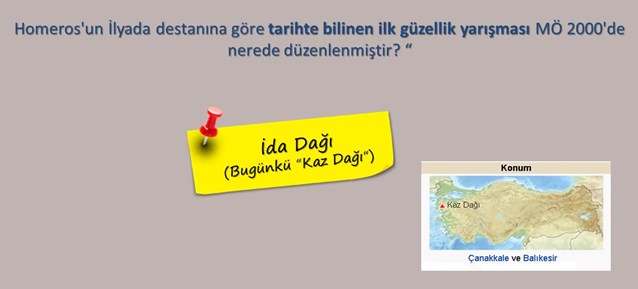 Homeros'un İlyada destanına göre tarihte bilinen ilk güzellik yarışması MÖ 2000'de
nerede düzenlenmiştir? “
İda Dağı
(Bugünkü “Kaz Dağı“)
Konum
Kaz Dağı
Çanakkale ve Balıkesir